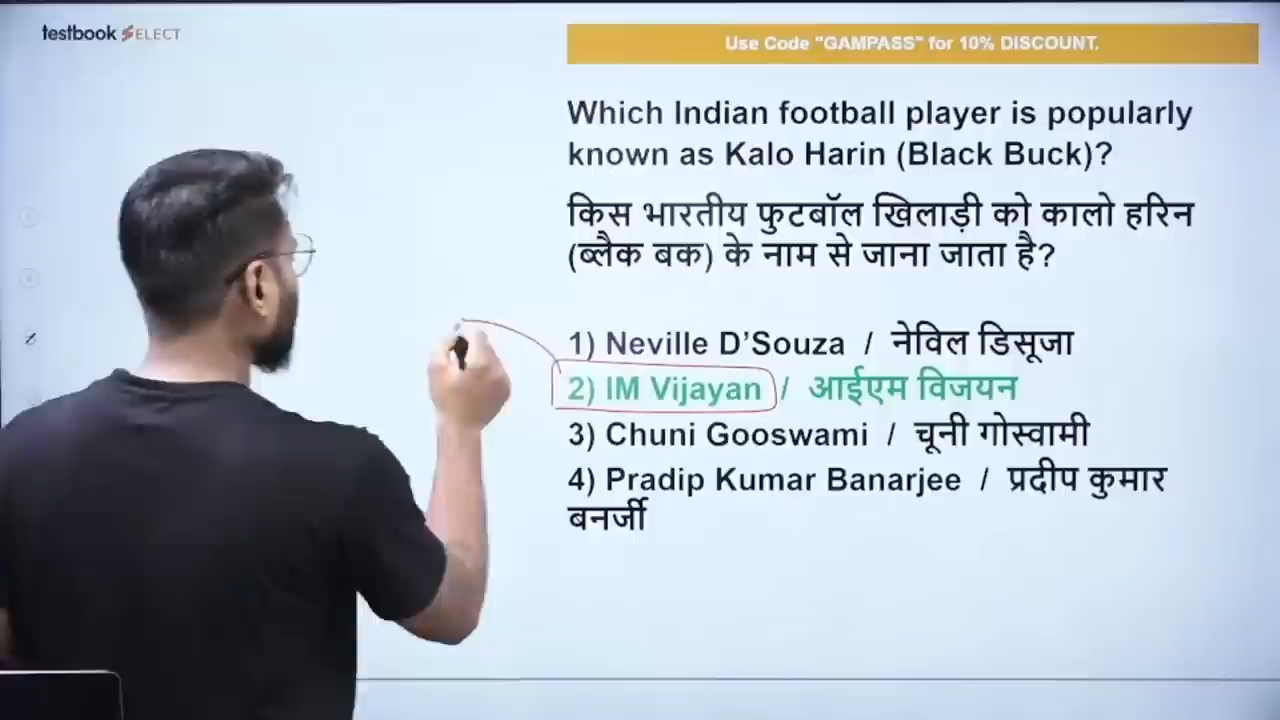 testbook SELECT
Use Code "GAMPASS" for 10% DISCOUNT.
Which Indian football player is popularly
known as Kalo Harin (Black Buck)?
किस भारतीय फुटबॉल खिलाड़ी को कालो हरिन
(ब्लैक बक) के नाम से जाना जाता है?
1) Neville D’Souza / नेविल डिसूजा
2) IM Vijayan / आईएम विजयन
3) Chuni Gooswami / चूनी गोस्वामी
4) Pradip Kumar Banarjee / प्रदीप कुमार
बनर्जी